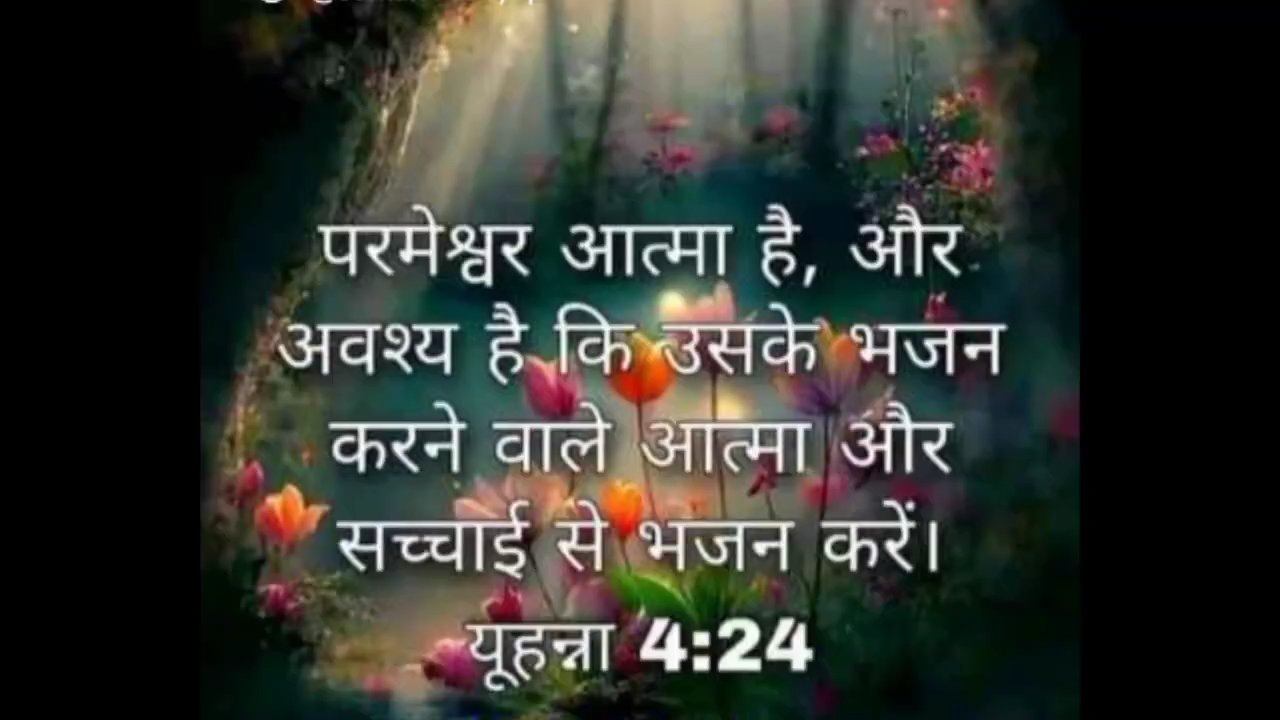 परमेश्वर आत्मा है, और
अवश्य है कि उसके भजन
करने वाले आत्मा और
सच्चाई से भजन करें।
यूहन्ना 4:24